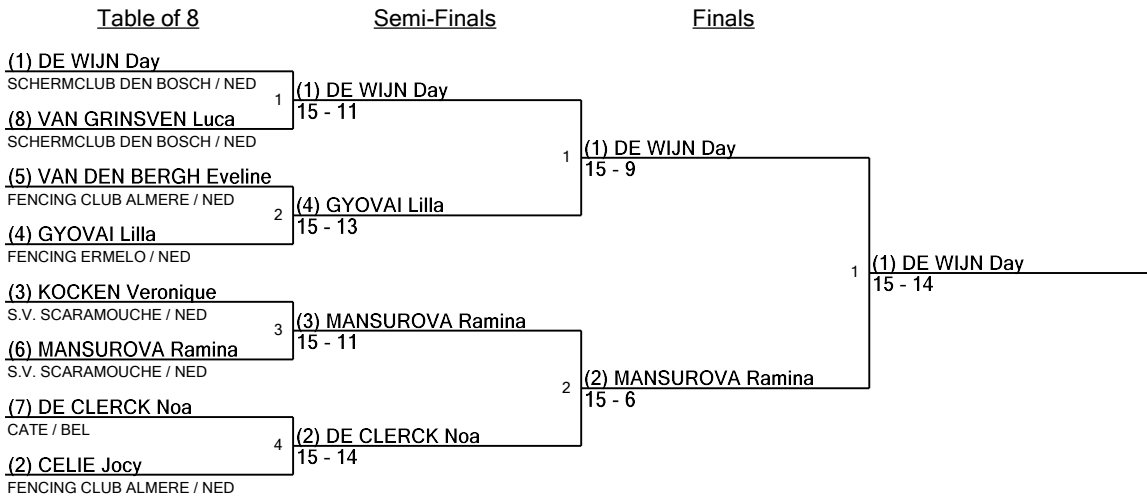 Table of 8
Semi-Finals
Finals
(1) DE WIJN Day
SCHERMCLUB DEN BOSCH / NED
1
(8) VAN GRINSVEN Luca
SCHERMCLUB DEN BOSCH / NED
(1) DE WIJN Day
15 - 11
(5) VAN DEN BERGH Eveline
FENCING CLUB ALMERE / NED
2
(4) GYOVAI Lilla
FENCING ERMELO / NED
(4) GYOVAI Lilla
15 - 13
1
(1) DE WIJN Day
15 - 9
(3) KOCKEN Veronique
S.V. SCARAMOUCHE / NED
3
(6) MANSUROVA Ramina
S.V. SCARAMOUCHE / NED
(3) MANSUROVA Ramina
15 - 11
(7) DE CLERCK Noa
CATE / BEL
4
(2) CELIE Jocy
FENCING CLUB ALMERE / NED
(2) DE CLERCK Noa
15 - 14
2
(2) MANSUROVA Ramina
15 - 6
1
(1) DE WIJN Day
15 - 14